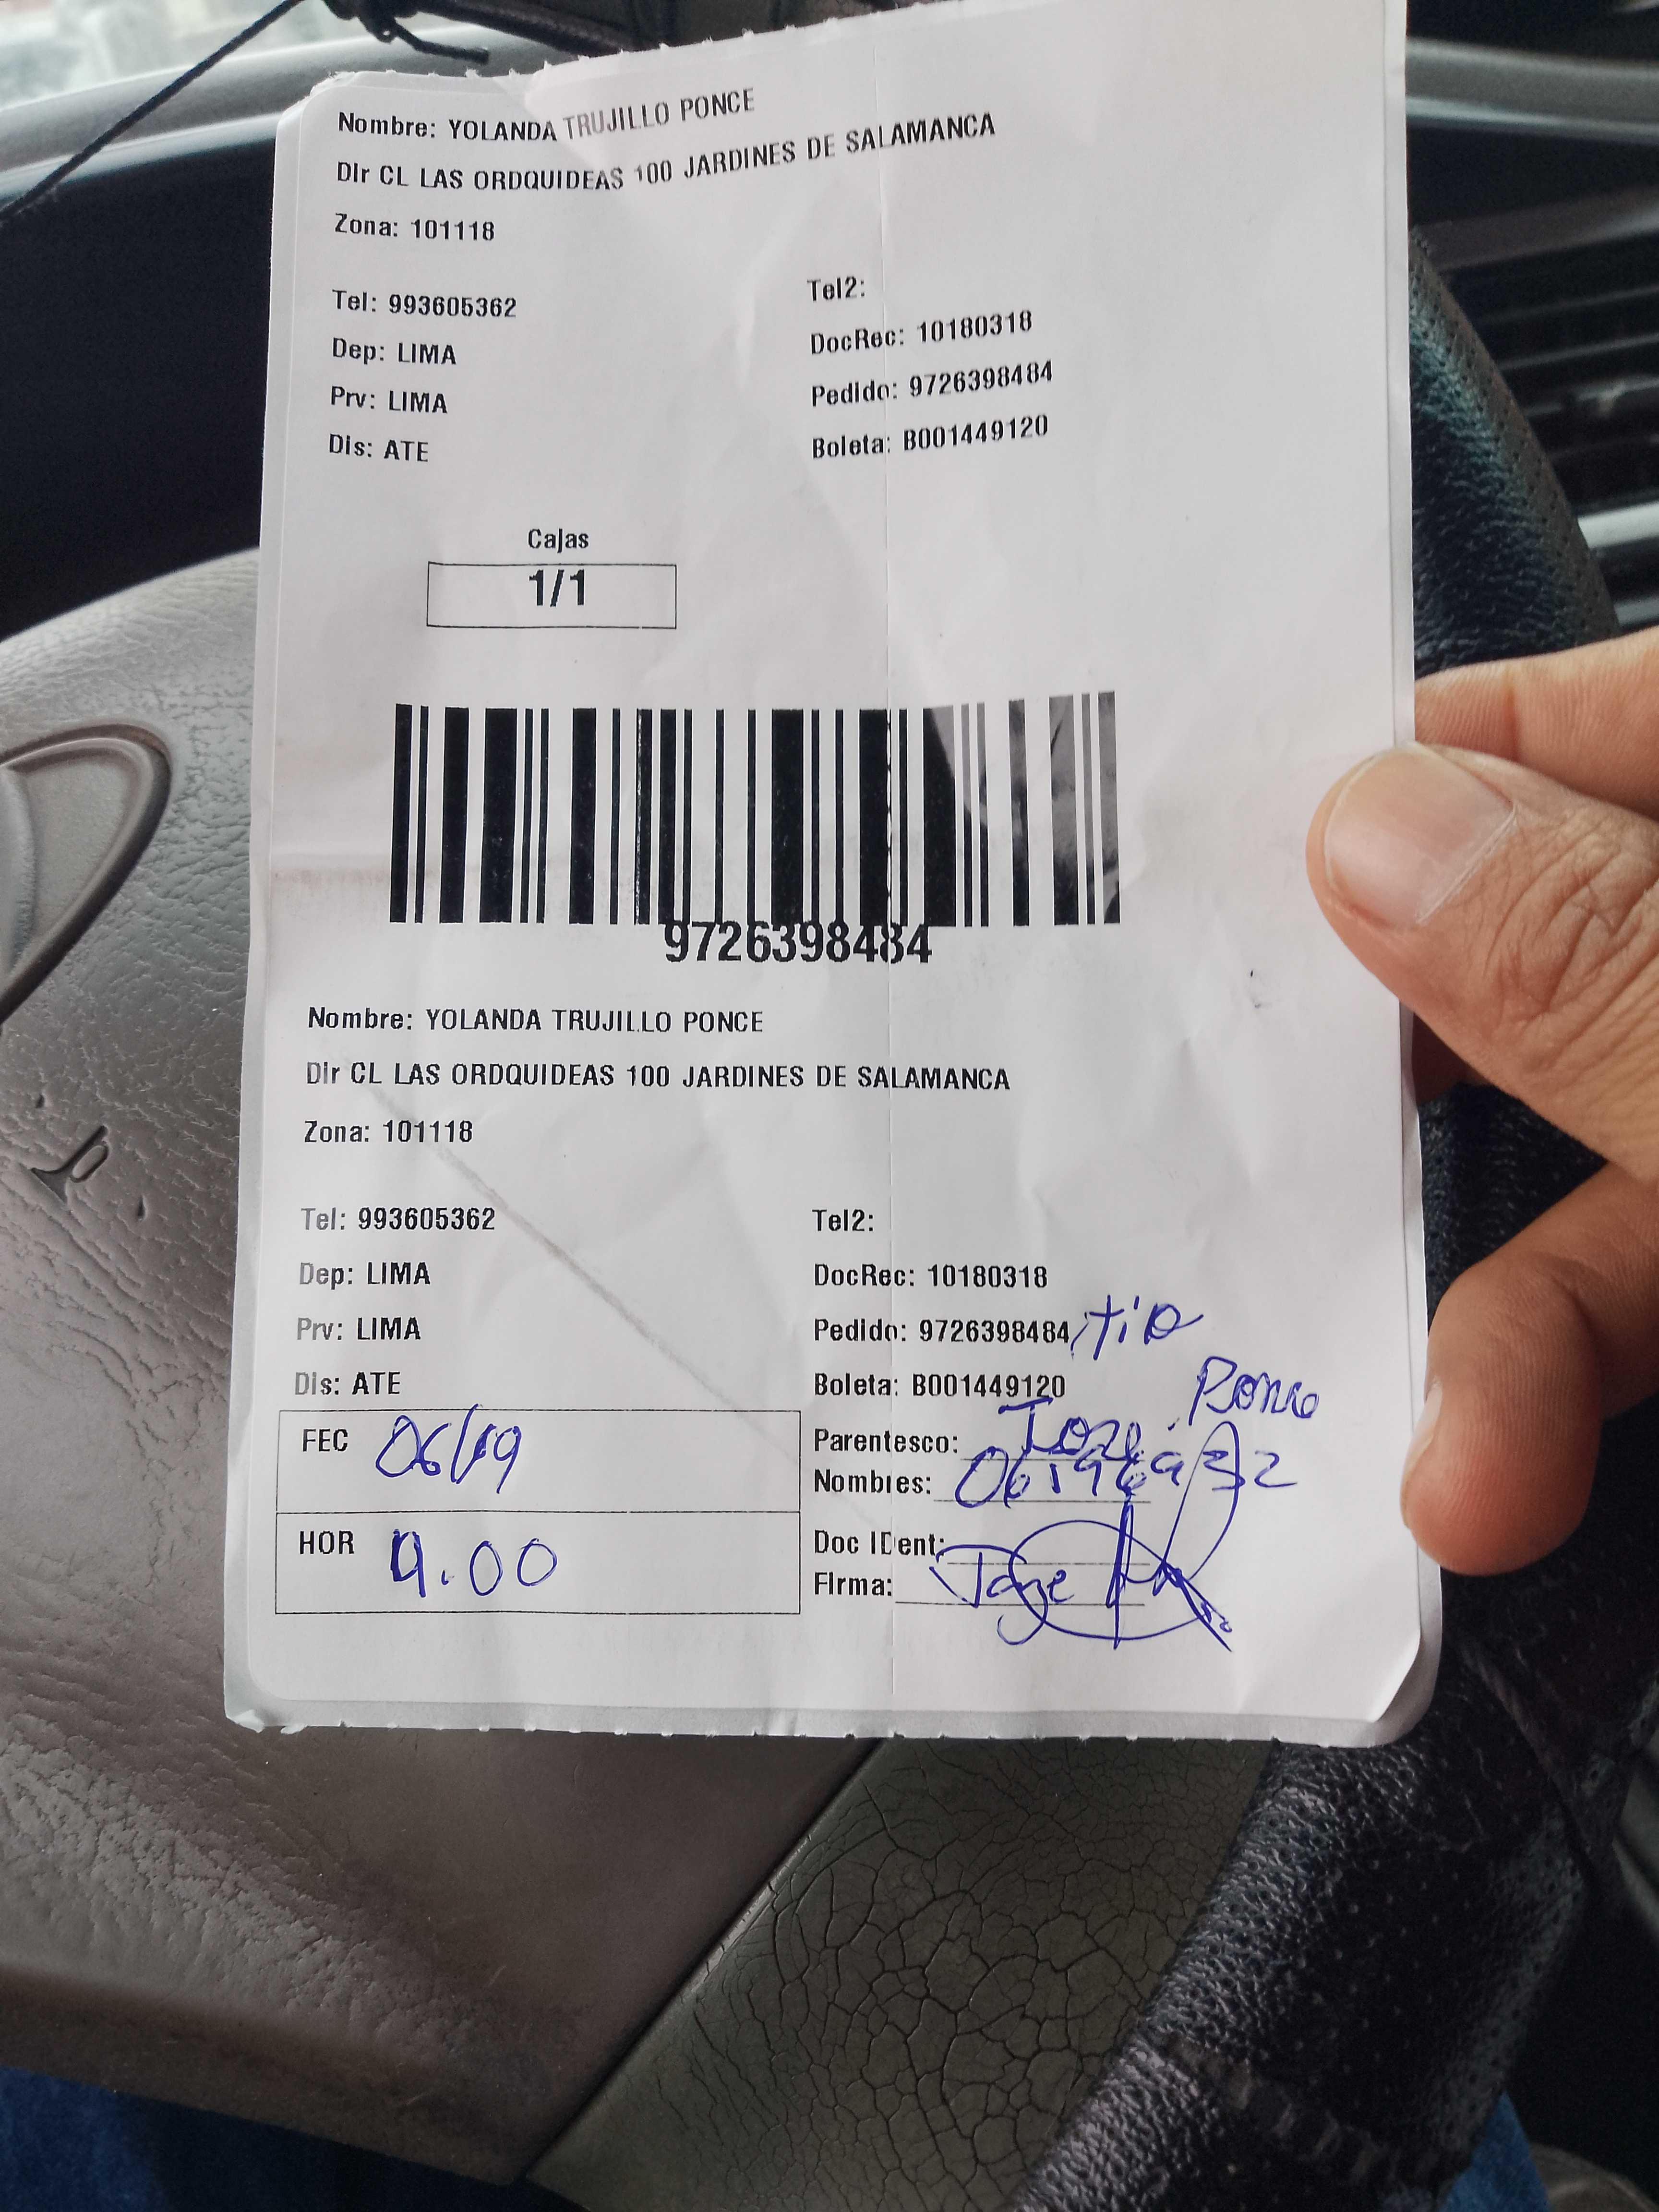 Nombre: YOLANDA TRUJILLO PONCE
Dir CL LAS ORDQUIDEAS 100 JARDINES DE SALAMANCA
Zona: 101118
Tel: 993605362
Tel2:
Dep: LIMA
DocRec: 10180318
Prv: LIMA
Pedido: 9726398484
Dis: ATE
Boleta: B001449120
Cajas
1/1
9726398484
Nombre: YOLANDA TRUJILLO PONCE
Dir CL LAS ORDQUIDEAS 100 JARDINES DE SALAMANCA
Zona: 101118
Tel: 993605362
Tel2:
Dep: LIMA
DocRec: 10180318
Prv: LIMA
Pedido: 9726398484 tio
Dis: ATE
Boleta: B001449120
Ponce
FEC 06/09
Parentesco:
Nombres:
HOR 9.00
Doc IDent:
Firma: Jose